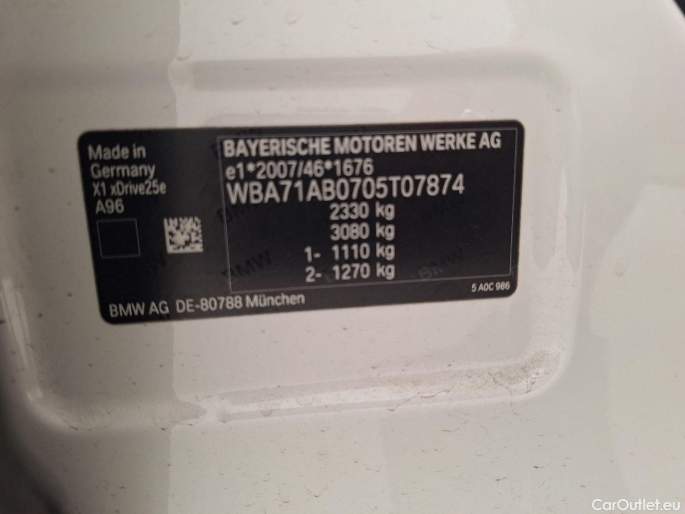 Made in
Germany
X1 xDrive25e
A96
BAYERISCHE MOTOREN WERKE AG
e1*2007/46*1676
WBA71AB0705T07874
2330 kg
3080 kg
1- 1110 kg
2- 1270 kg
5 A0C 986
BMW AG DE-80788 München
CarOutlet.eu